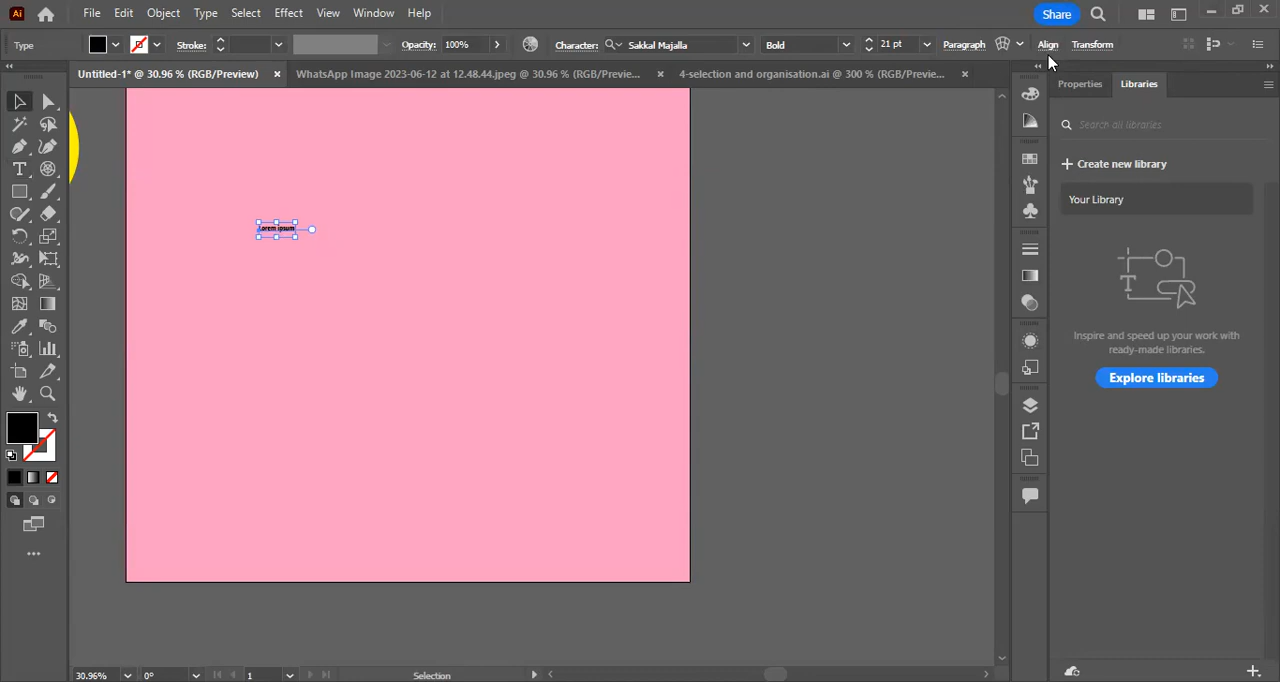 Ai File Edit Object Type Select Effect View Window Help Share
Type Stroke: Opacity: 100% Character: Sakkal Majalla Bold 21 pt Paragraph Align Transform
Untitled-1* @ 30.96 % (RGB/Preview) WhatsApp Image 2023-06-12 at 12.48.44.jpeg @ 30.96 % (RGB/Preview... 4-selection and organisation.ai @ 300 % (RGB/Preview...
Properties Libraries
Search all libraries
Create new library
Your Library
Lorem ipsum
Inspire and speed up your work with
ready-made libraries.
Explore libraries
30.96% 0° 1 Selection